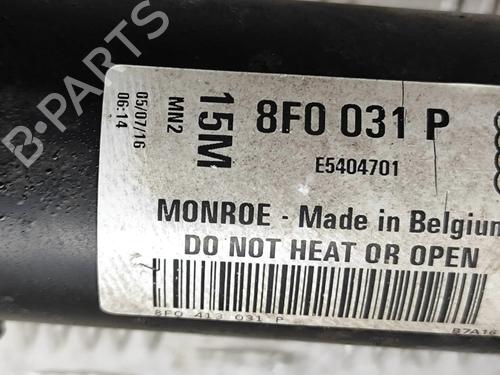 B-PARTS
05/07/16
06:14
MN2
15M
8F0 031 P
E5404701
MONROE - Made in Belgium
DO NOT HEAT OR OPEN
8F0 413 031 P
87A16